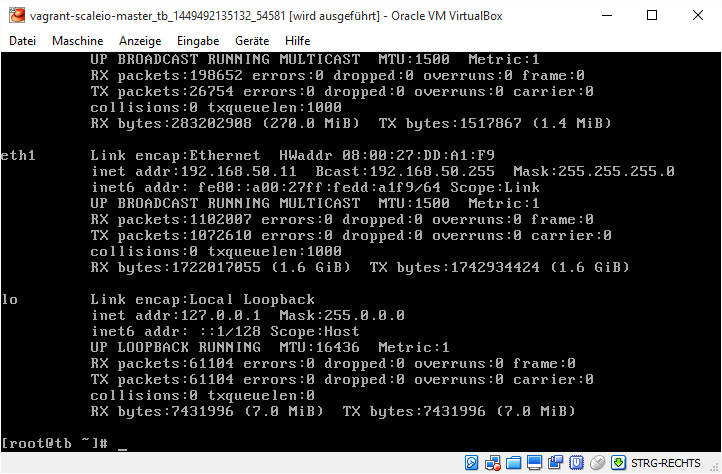 vagrant-scaleio-master_tb_1449492135132_54581 [wird ausgeführt] - Oracle VM VirtualBox
Datei Maschine Anzeige Eingabe Geräte Hilfe
UP BROADCAST RUNNING MULTICAST  MTU:1500  Metric:1
RX packets:198652 errors:0 dropped:0 overruns:0 frame:0
TX packets:26754 errors:0 dropped:0 overruns:0 carrier:0
collisions:0 txqueuelen:1000
RX bytes:283202908 (270.0 MiB)  TX bytes:1517867 (1.4 MiB)
eth1      Link encap:Ethernet  HWaddr 08:00:27:DD:A1:F9
inet addr:192.168.50.11  Bcast:192.168.50.255  Mask:255.255.255.0
inet6 addr: fe80::a00:27ff:fedd:a1f9/64 Scope:Link
UP BROADCAST RUNNING MULTICAST  MTU:1500  Metric:1
RX packets:1102007 errors:0 dropped:0 overruns:0 frame:0
TX packets:1072610 errors:0 dropped:0 overruns:0 carrier:0
collisions:0 txqueuelen:1000
RX bytes:1722017055 (1.6 GiB)  TX bytes:1742934424 (1.6 GiB)
lo        Link encap:Local Loopback
inet addr:127.0.0.1  Mask:255.0.0.0
inet6 addr: ::1/128 Scope:Host
UP LOOPBACK RUNNING  MTU:16436  Metric:1
RX packets:61104 errors:0 dropped:0 overruns:0 frame:0
TX packets:61104 errors:0 dropped:0 overruns:0 carrier:0
collisions:0 txqueuelen:0
RX bytes:7431996 (7.0 MiB)  TX bytes:7431996 (7.0 MiB)
[root@tb ~]# _
STRG-RECHTS